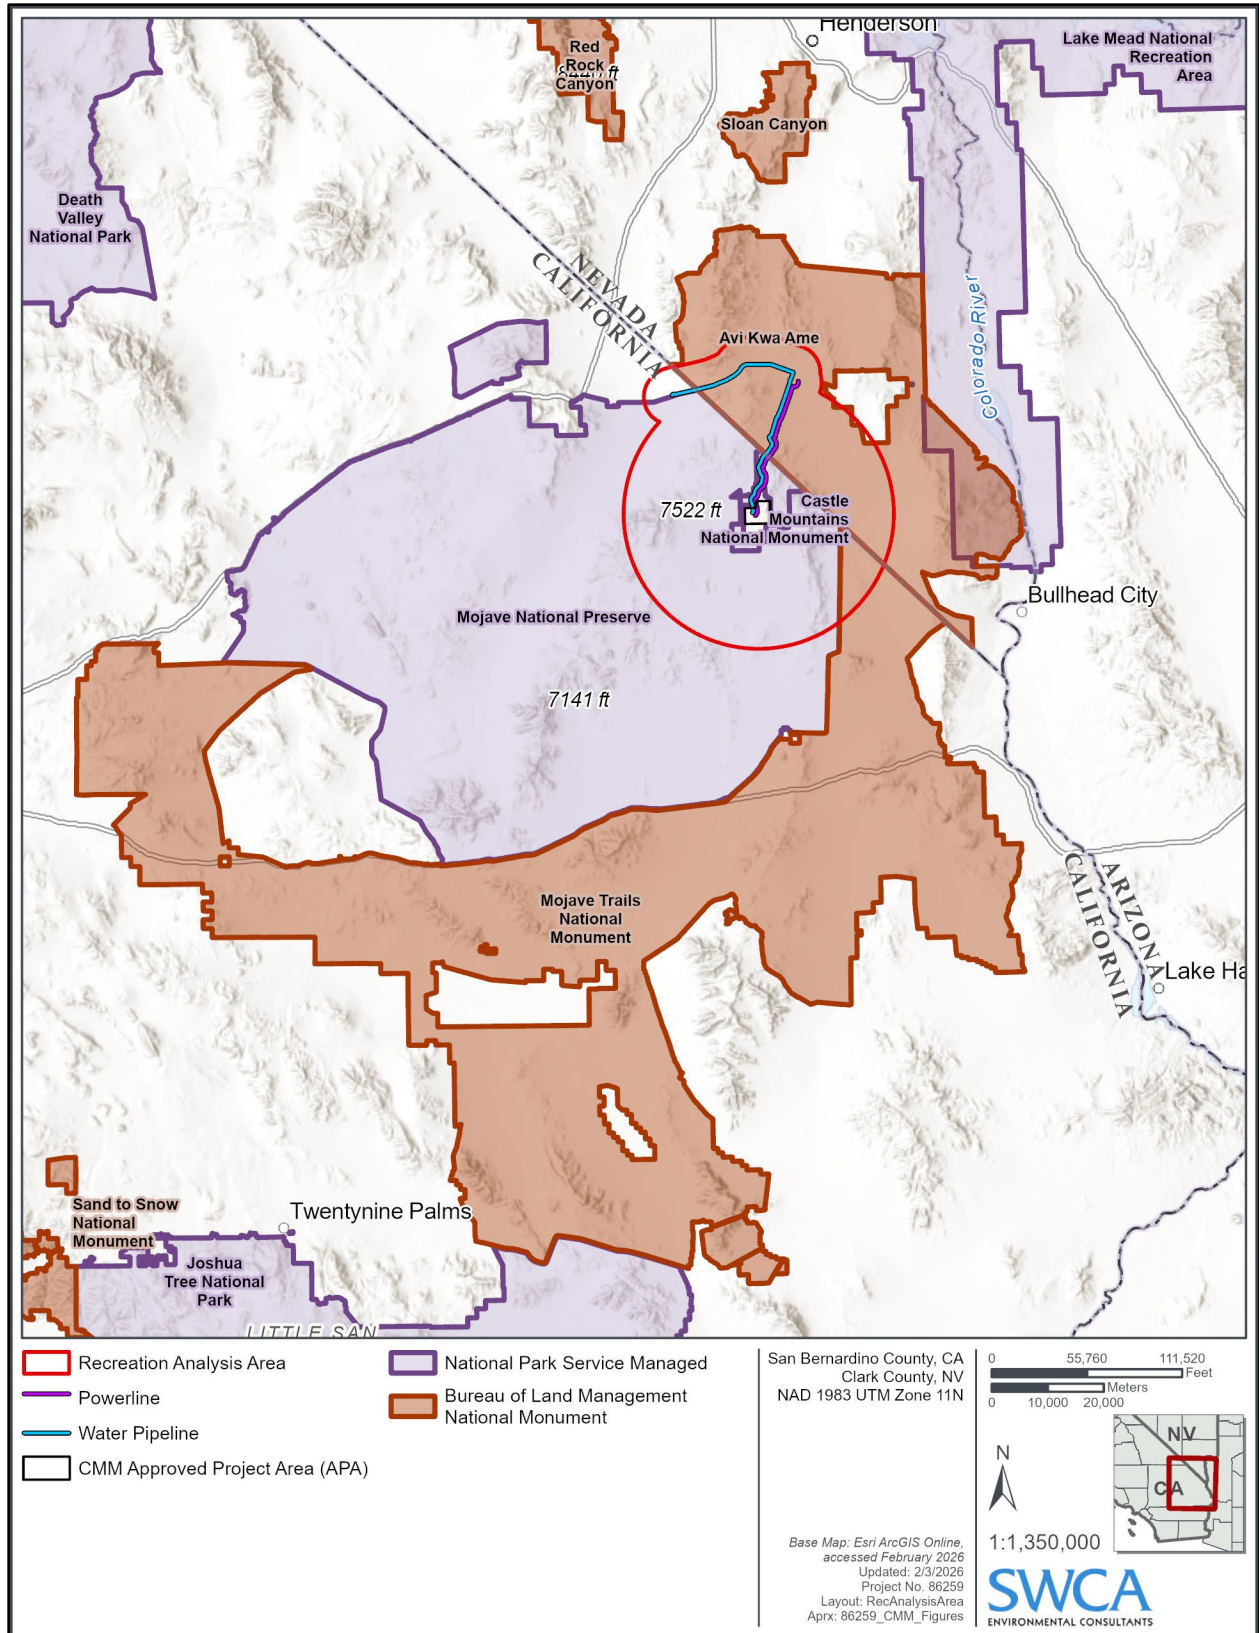 Henderson
Red
Rock
Canyon
Lake Mead National
Recreation
Area
Sloan Canyon
Death
Valley
National Park
NEVADA
CALIFORNIA
Colorado River
Avi Kwa Ame
7522 ft
Castle
Mountains
National Monument
Bullhead City
Mojave National Preserve
7141 ft
ARIZONA
CALIFORNIA
Mojave Trails
National
Monument
Lake Ha
Sand to Snow
National
Monument
Twentynine Palms
Joshua
Tree National
Park
LITTLE SAN
Recreation Analysis Area
Powerline
Water Pipeline
CMM Approved Project Area (APA)
National Park Service Managed
Bureau of Land Management
National Monument
San Bernardino County, CA
Clark County, NV
NAD 1983 UTM Zone 11N
Base Map: Esri ArcGIS Online,
accessed February 2026
Updated: 2/3/2026
Project No. 86259
Layout: RecAnalysisArea
Aprx: 86259_CMM_Figures
0 55,760 111,520
Feet
Meters
0 10,000 20,000
N
1:1,350,000
NV
CA
SWCA
ENVIRONMENTAL CONSULTANTS